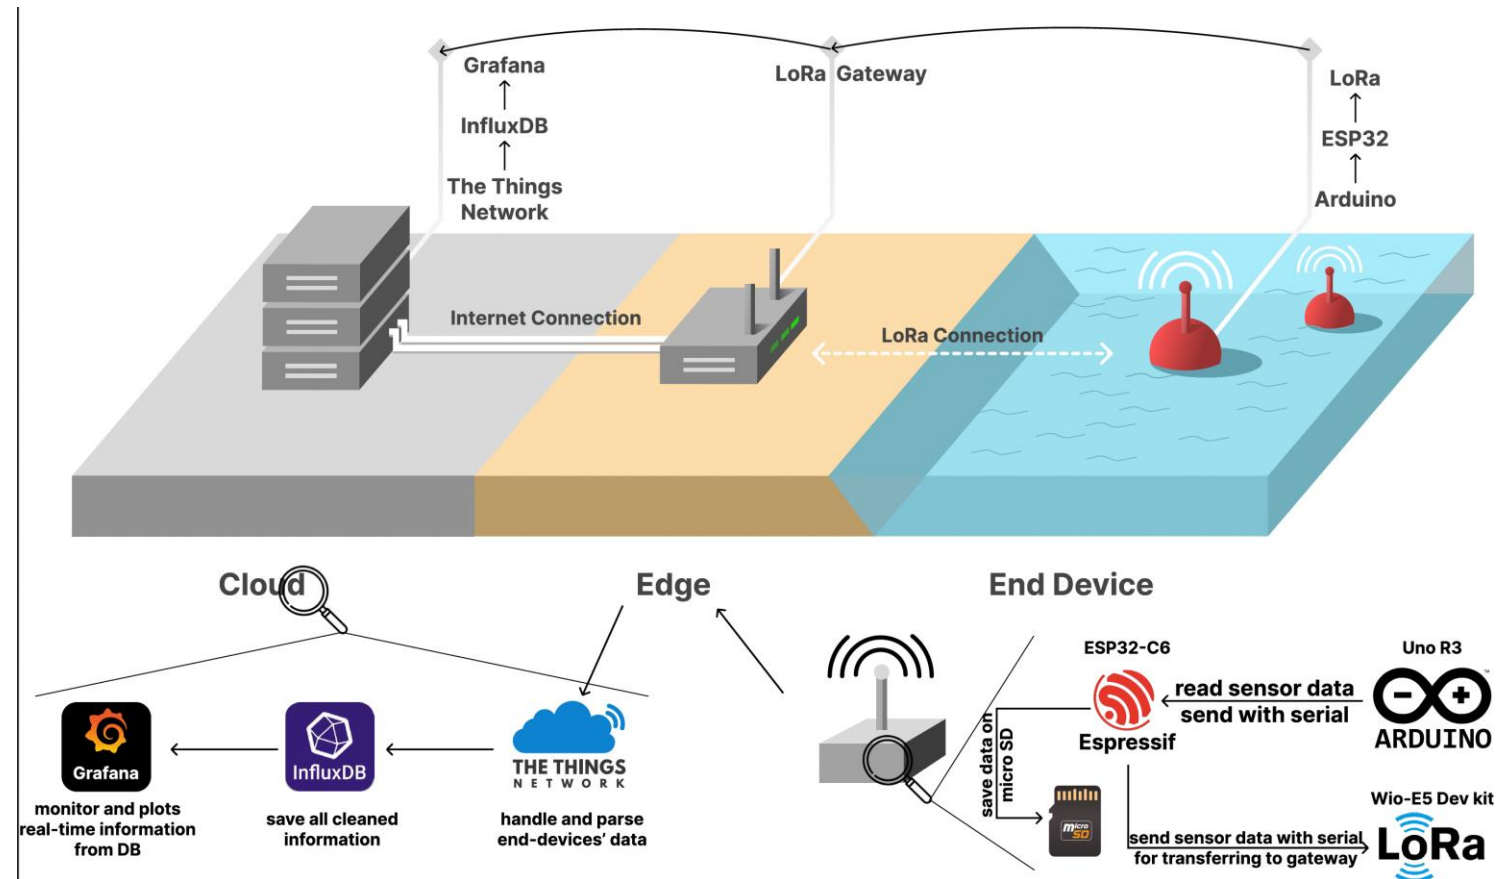 Grafana
InfluxDB
The Things
Network
LoRa Gateway
LoRa
ESP32
Arduino
Internet Connection
LoRa Connection
Cloud
Edge
End Device
Grafana
monitor and plots
real-time information
from DB
InfluxDB
save all cleaned
information
THE THINGS
NETWORK
handle and parse
end-devices' data
ESP32-C6
Espressif
read sensor data
send with serial
Uno R3
ARDUINO
TM
save data on
micro SD
micro
SD
send sensor data with serial
for transferring to gateway
Wio-E5 Dev kit
LoRa